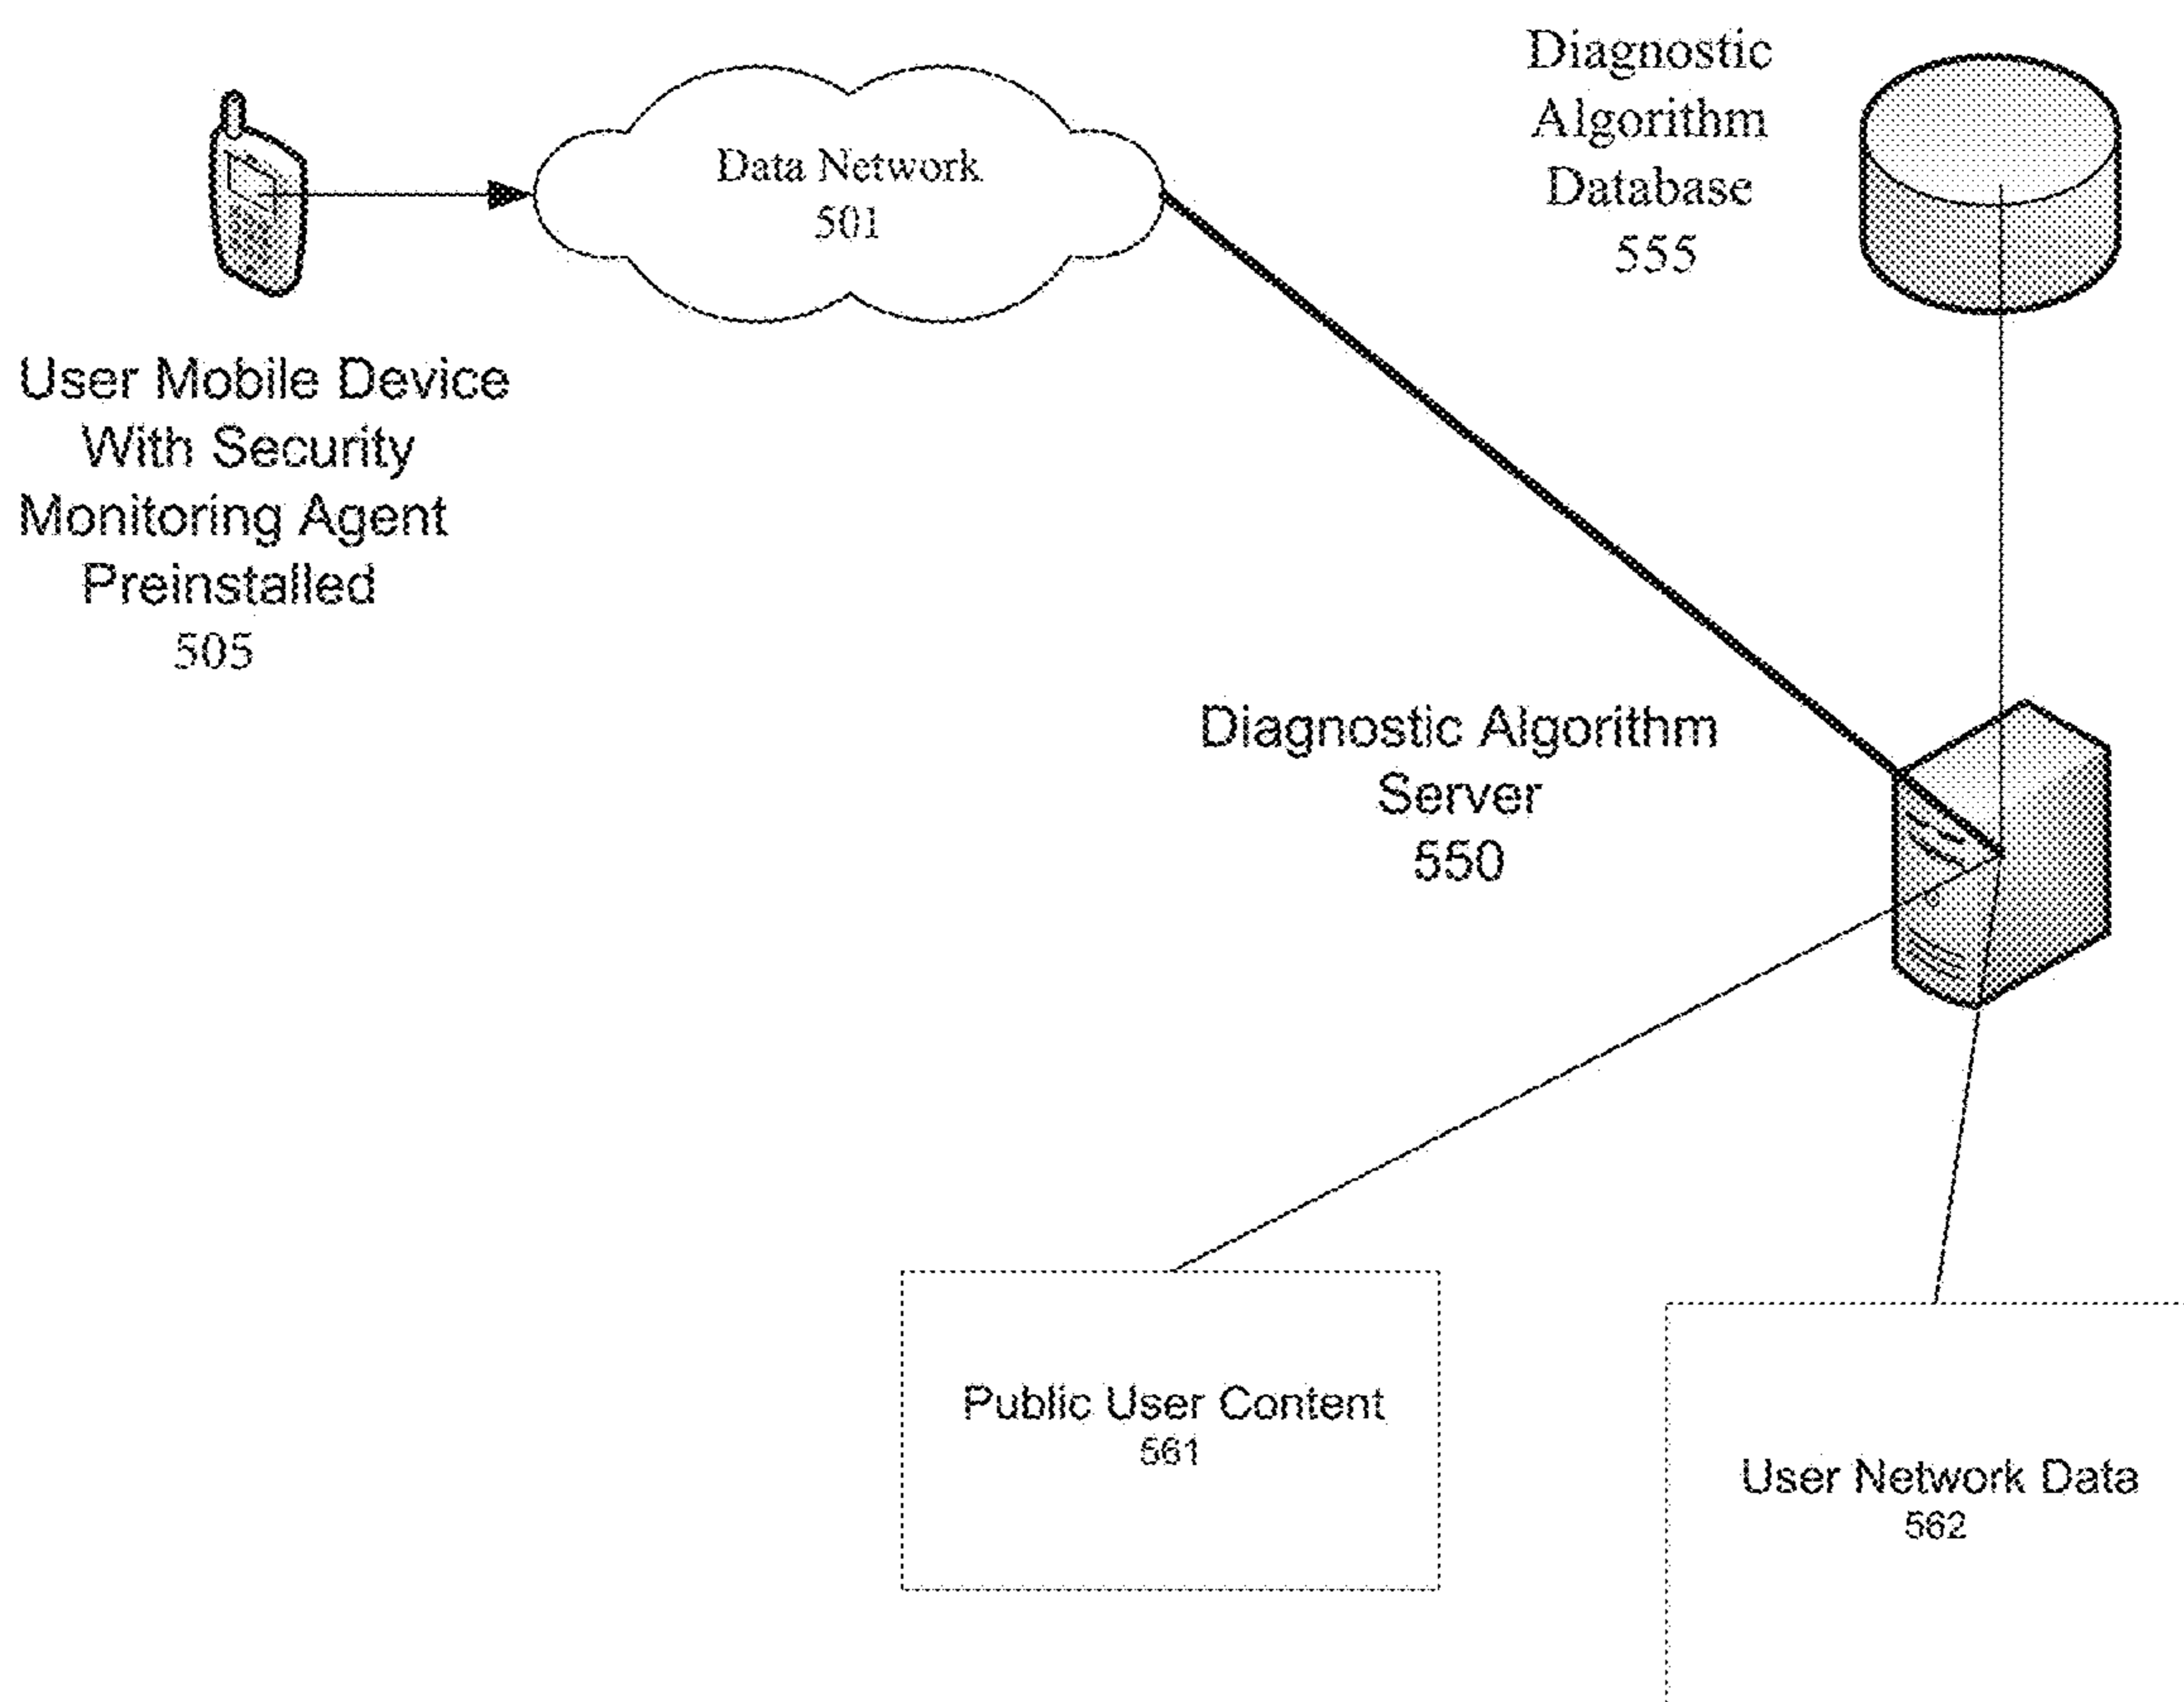 Data Network
501
Diagnostic
Algorithm
Database
555
User Mobile Device
With Security
Monitoring Agent
Preinstalled
505
Diagnostic Algorithm
Server
550
Public User Content
561
User Network Data
562